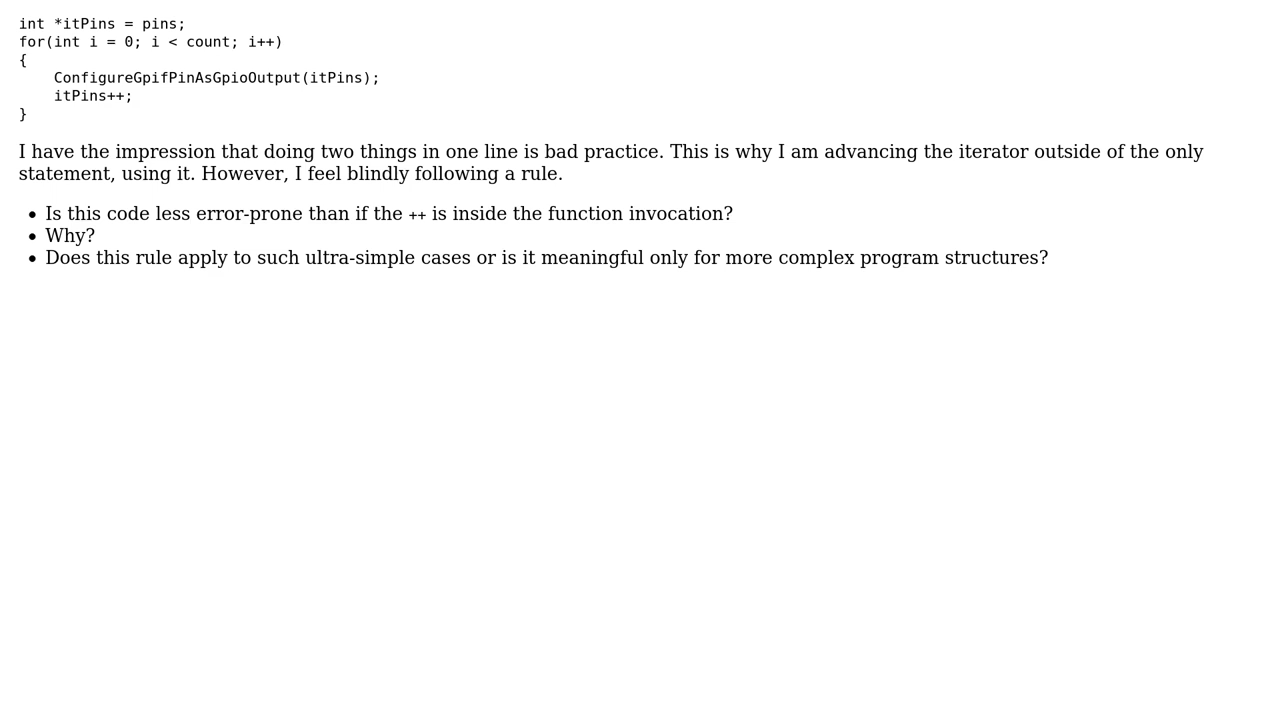 int *itPins = pins;
for(int i = 0; i < count; i++)
{
    ConfigureGpifPinAsGpioOutput(itPins);
    itPins++;
}
I have the impression that doing two things in one line is bad practice. This is why I am advancing the iterator outside of the only
statement, using it. However, I feel blindly following a rule.
• Is this code less error-prone than if the ++ is inside the function invocation?
• Why?
• Does this rule apply to such ultra-simple cases or is it meaningful only for more complex program structures?